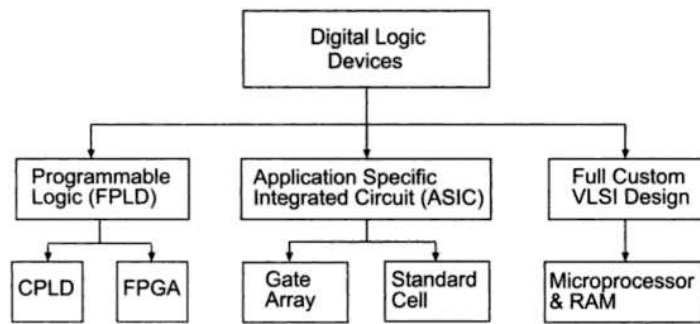 Digital Logic
Devices
Programmable
Logic (FPLD)
Application Specific
Integrated Circuit (ASIC)
Full Custom
VLSI Design
CPLD
FPGA
Gate
Array
Standard
Cell
Microprocessor
& RAM